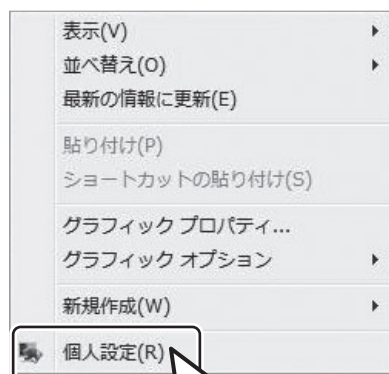 表示(V)
並べ替え(O)
最新の情報に更新(E)
貼り付け(P)
ショートカットの貼り付け(S)
グラフィック プロパティ...
グラフィック オプション
新規作成(W)
個人設定(R)